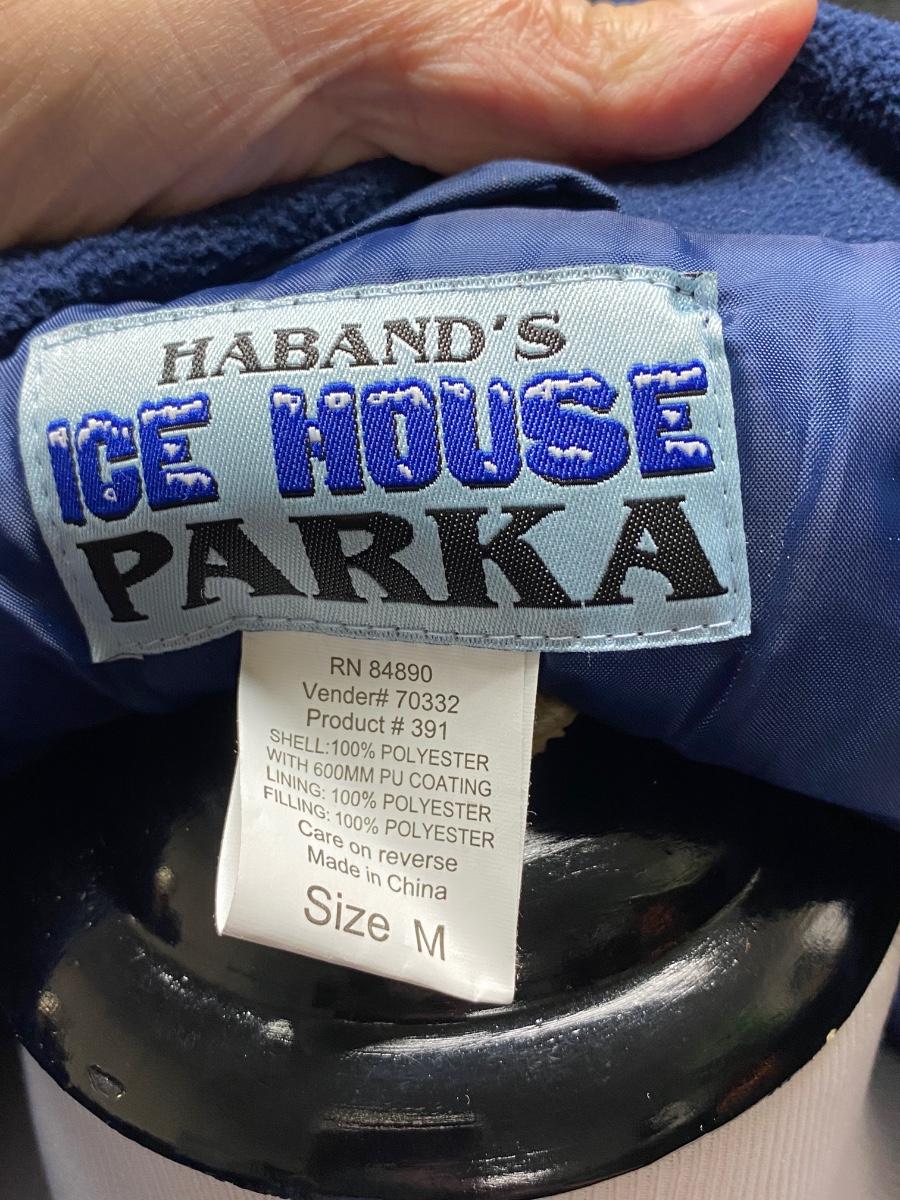 HABAND'S
ICE HOUSE
PARKA
RN 84890
Vender# 70332
Product # 391
SHELL:100% POLYESTER
WITH 600MM PU COATING
LINING: 100% POLYESTER
FILLING: 100% POLYESTER
Care on reverse
Made in China
Size M